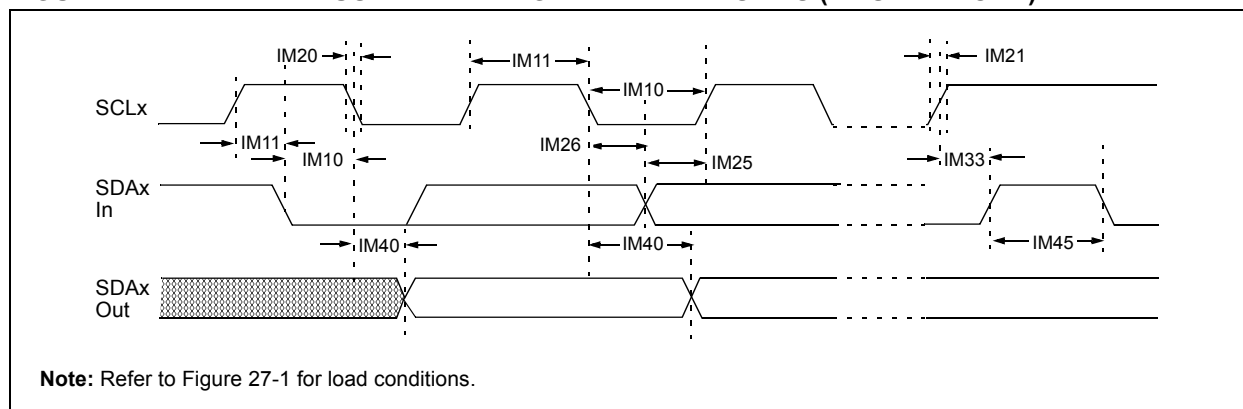 IM20
IM11
IM21
IM10
SCLx
IM11
IM26
IM10
IM25
IM33
SDAx
In
IM40
IM40
IM45
SDAx
Out
Note: Refer to Figure 27-1 for load conditions.